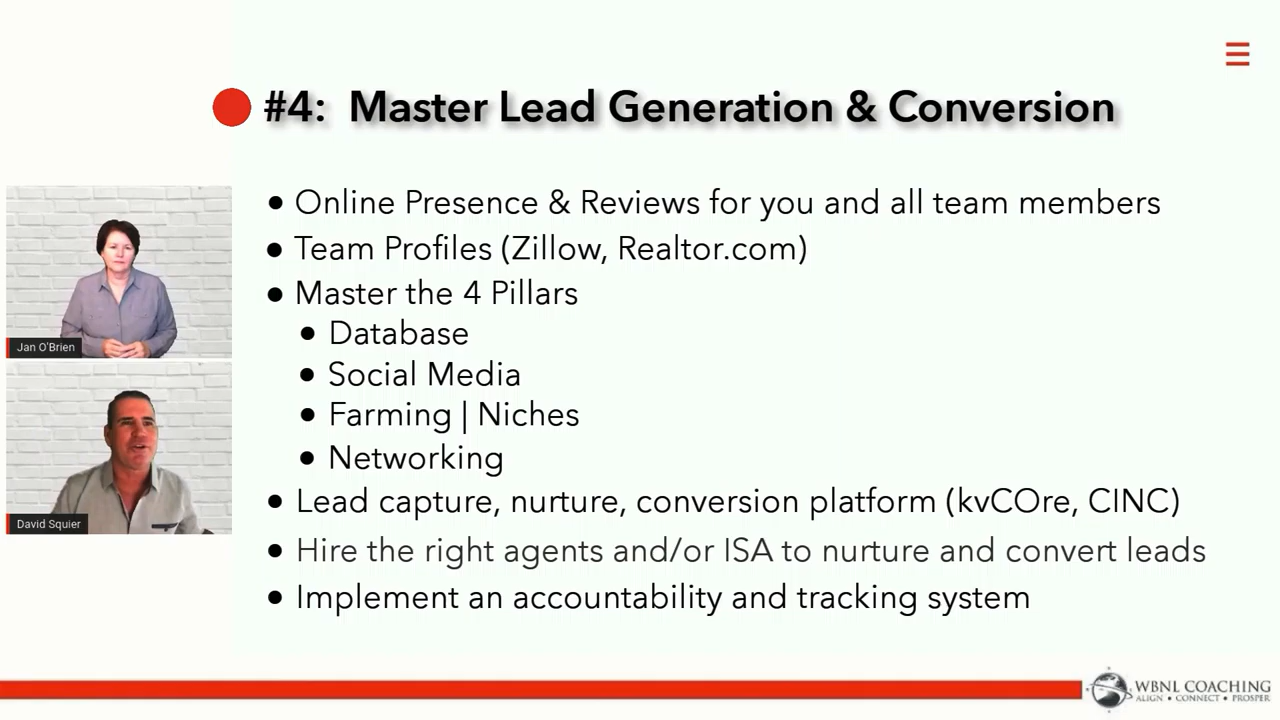 #4: Master Lead Generation & Conversion
• Online Presence & Reviews for you and all team members
• Team Profiles (Zillow, Realtor.com)
• Master the 4 Pillars
• Database
• Social Media
• Farming | Niches
• Networking
• Lead capture, nurture, conversion platform (kvCOre, CINC)
• Hire the right agents and/or ISA to nurture and convert leads
• Implement an accountability and tracking system
Jan O'Brien
David Squier
WBNL COACHING
ALIGN • CONNECT • PROSPER